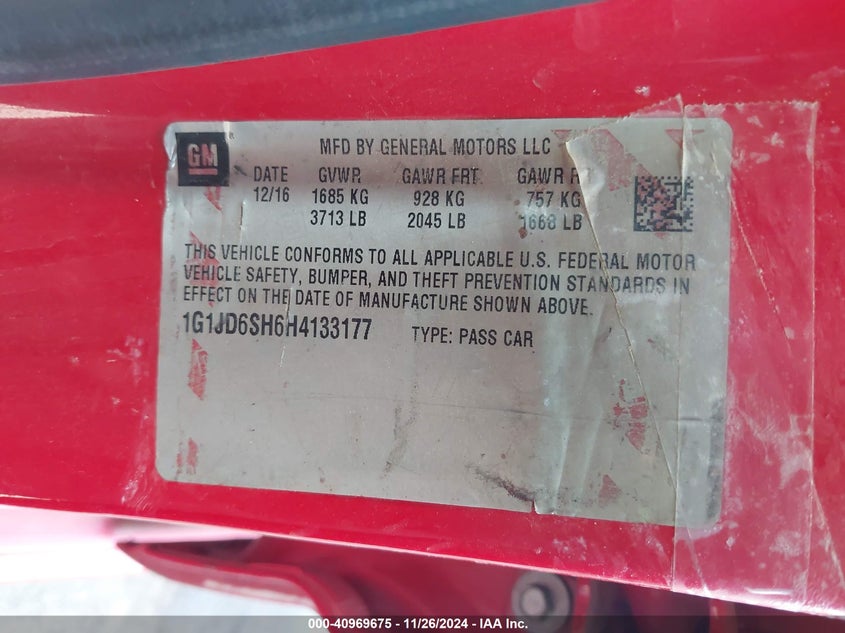 GM
MFD BY GENERAL MOTORS LLC
DATE GVWR GAWR FRT GAWR
12/16 1685 KG 928 KG 757 KG
3713 LB 2045 LB 1668 LB
THIS VEHICLE CONFORMS TO ALL APPLICABLE U.S. FEDERAL MOTOR
VEHICLE SAFETY, BUMPER, AND THEFT PREVENTION STANDARDS IN
EFFECT ON THE DATE OF MANUFACTURE SHOWN ABOVE.
1G1JD6SH6H4133177 TYPE: PASS CAR
000-40969675 - 11/26/2024 - IAA Inc.